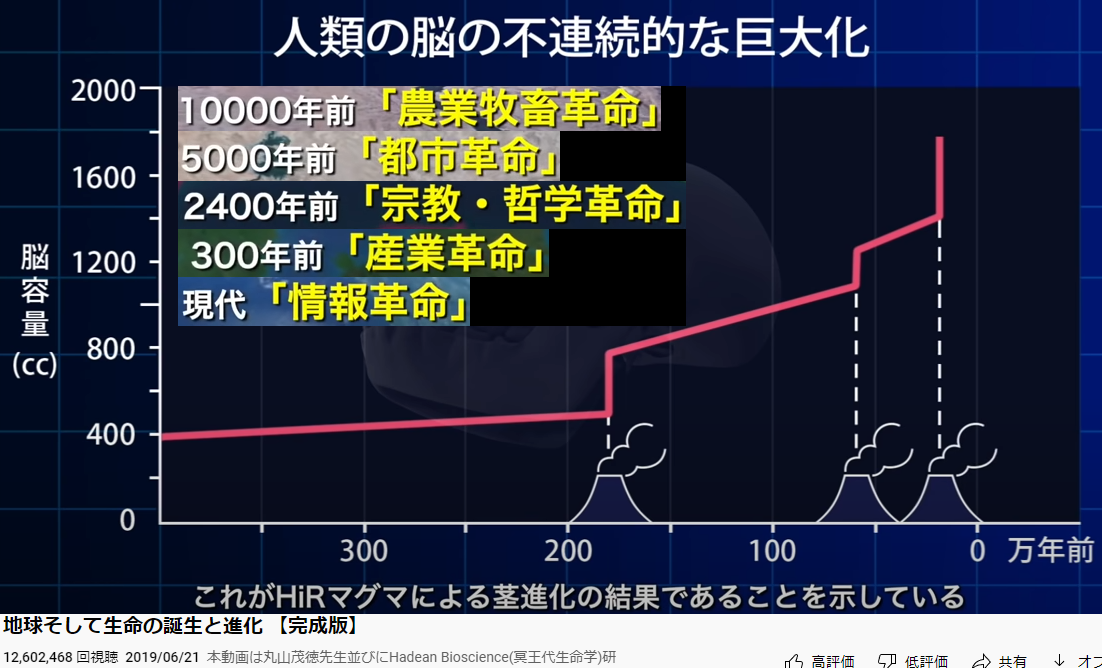 人類の脳の不連続的な巨大化
2000
10000年前「農業牧畜革命」
5000年前「都市革命」
1600
2400年前「宗教・哲学革命」
300年前「産業革命」
1200
現代「情報革命」
脳容量
(cc)
800
400
0
300 200 100 0 万年前
これがHiRマグマによる茎進化の結果であることを示している
地球そして生命の誕生と進化 【完成版】
12,602,468 回視聴 2019/06/21 本動画は丸山茂徳先生並びにHadean Bioscience(冥王代生命学)研
高評価 低評価 共有 オフ